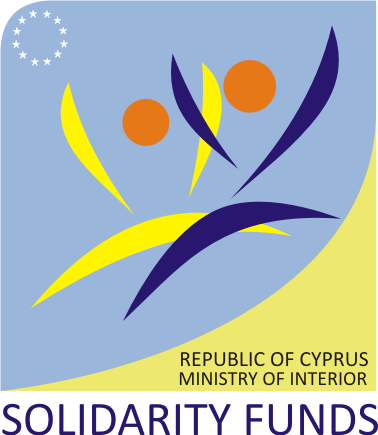 REPUBLIC OF CYPRUS
MINISTRY OF INTERIOR
SOLIDARITY FUNDS